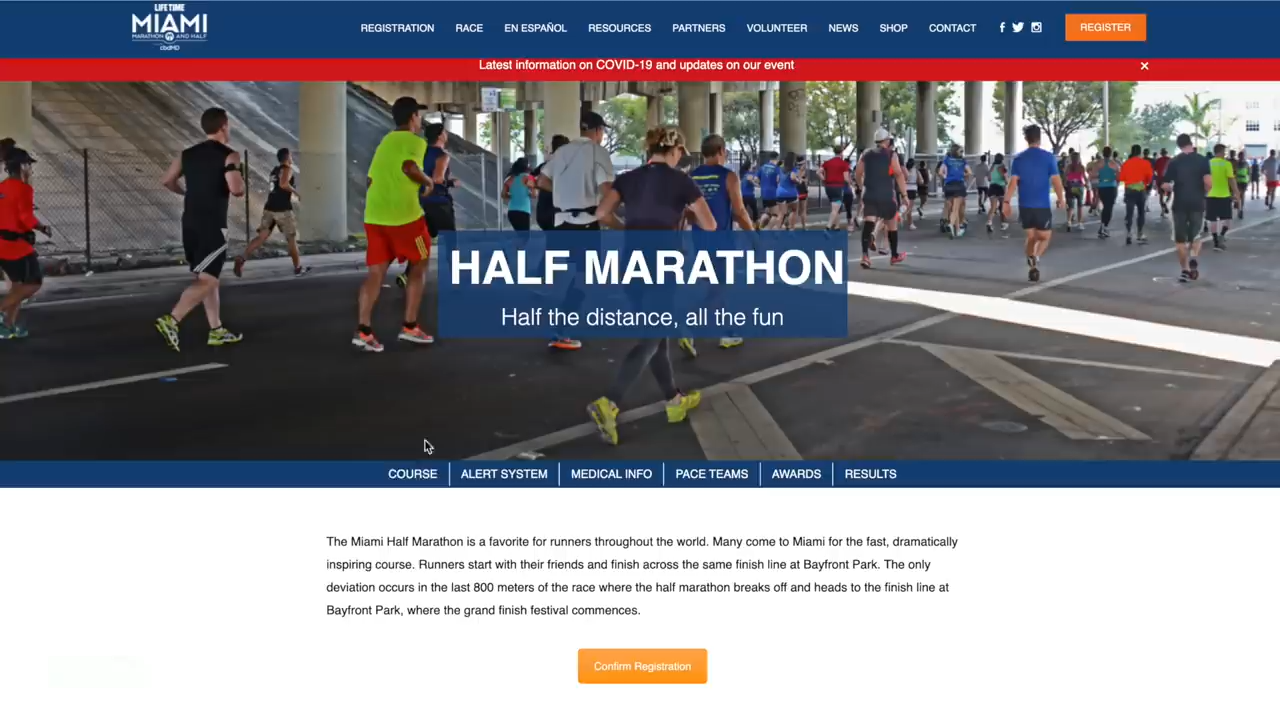 LIFE TIME
MIAMI
MARATHON AND HALF
cbdMD
REGISTRATION
RACE
EN ESPAÑOL
RESOURCES
PARTNERS
VOLUNTEER
NEWS
SHOP
CONTACT
REGISTER
Latest information on COVID-19 and updates on our event
HALF MARATHON
Half the distance, all the fun
COURSE
ALERT SYSTEM
MEDICAL INFO
PACE TEAMS
AWARDS
RESULTS
The Miami Half Marathon is a favorite for runners throughout the world. Many come to Miami for the fast, dramatically
inspiring course. Runners start with their friends and finish across the same finish line at Bayfront Park. The only
deviation occurs in the last 800 meters of the race where the half marathon breaks off and heads to the finish line at
Bayfront Park, where the grand finish festival commences.
Confirm Registration